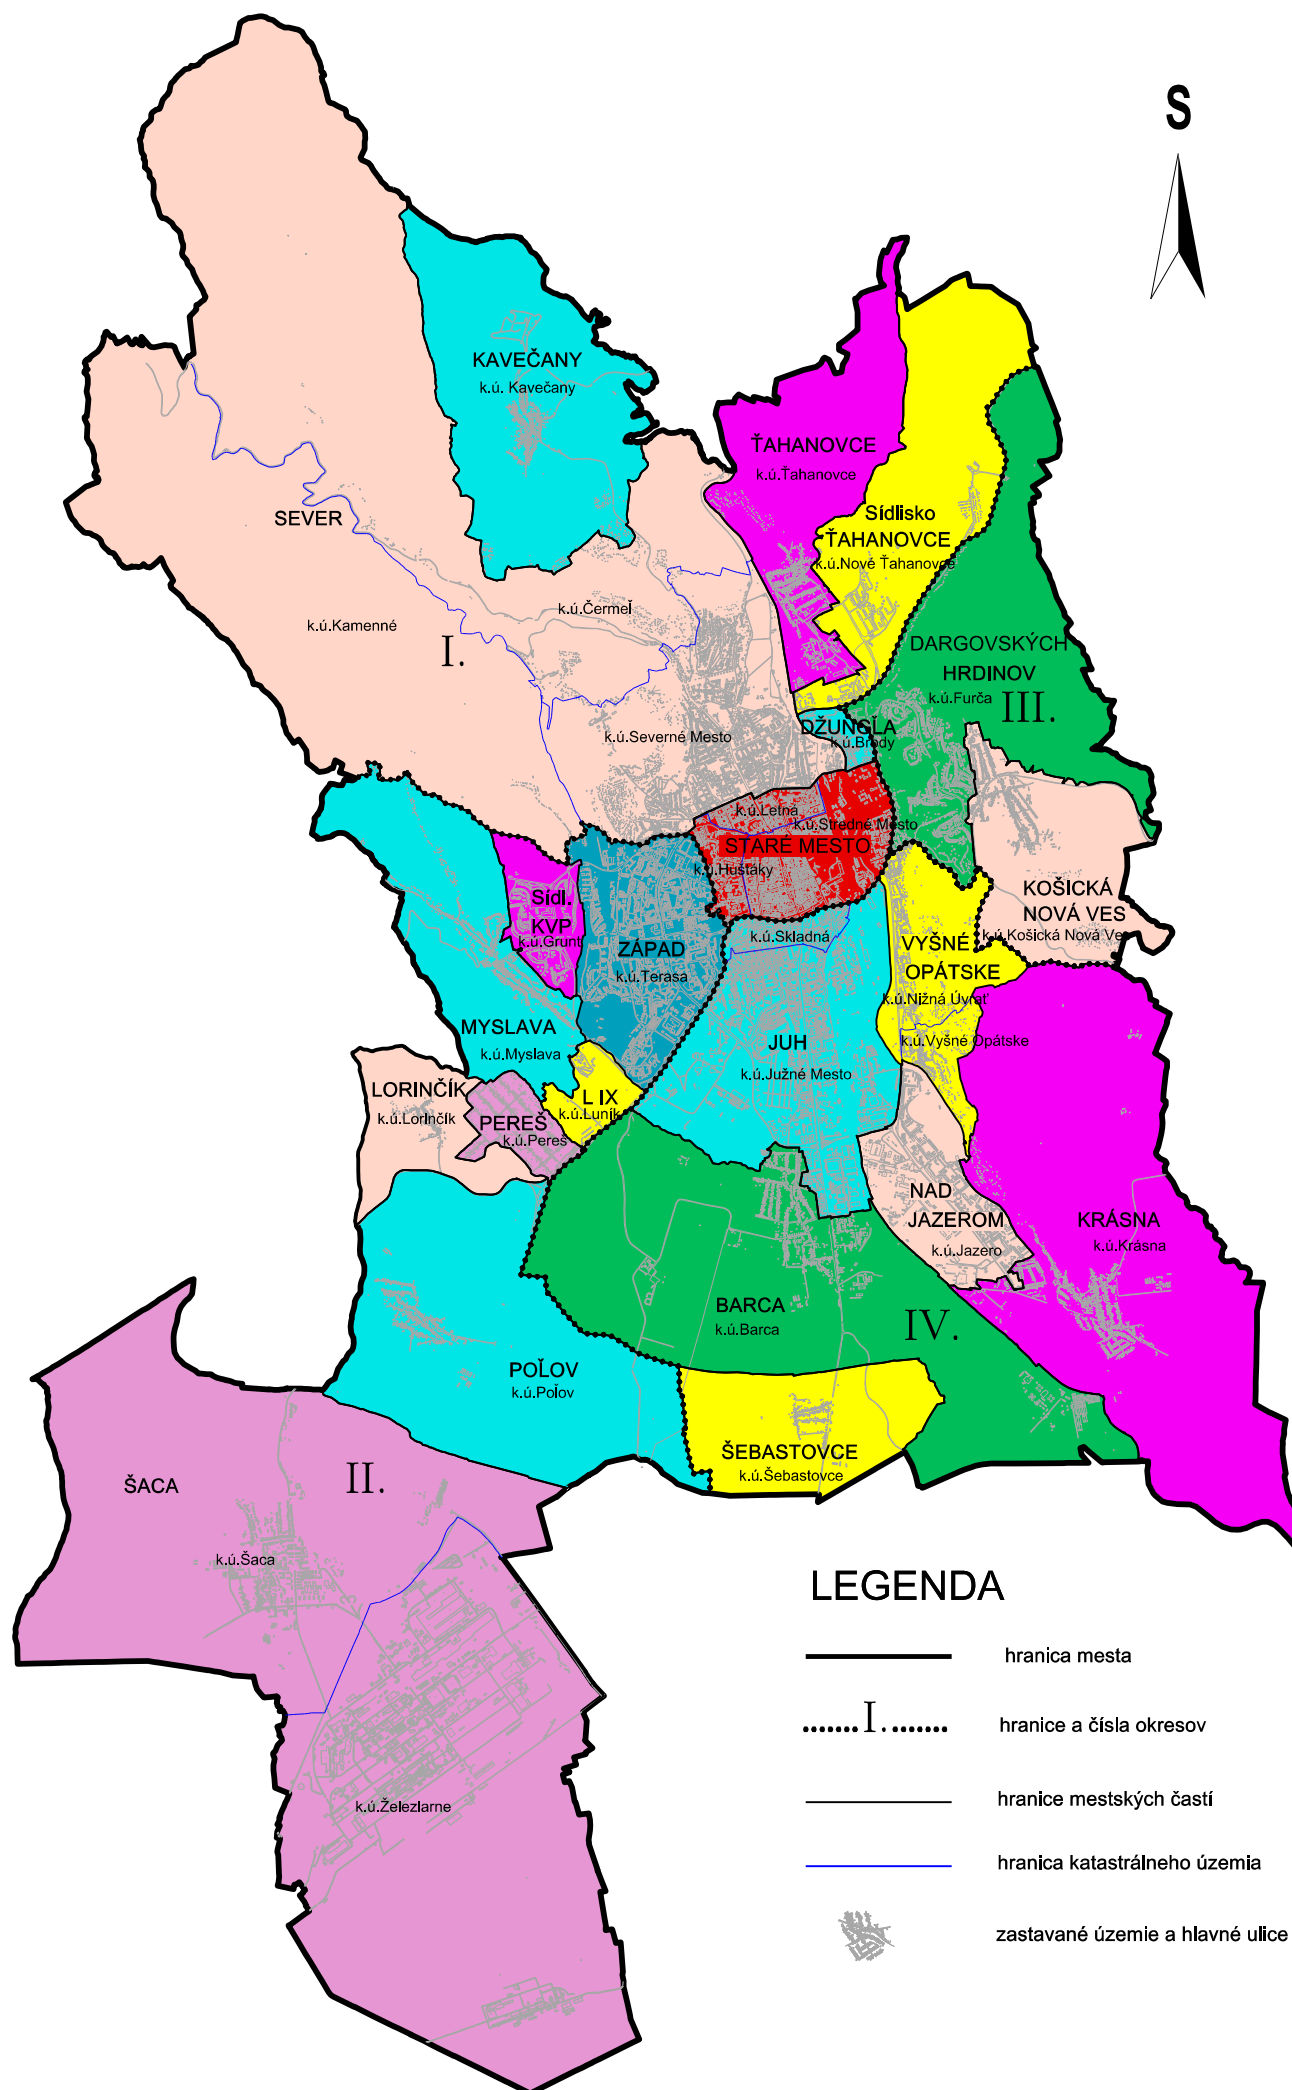 S
KAVEČANY
k.ú. Kavečany
ŤAHANOVCE
k.ú.Ťahanovce
SEVER
Sídlisko
ŤAHANOVCE
k.ú.Nové Ťahanovce
k.ú.Čermeľ
k.ú.Kamenné
I.
DARGOVSKÝCH
HRDINOV
k.ú.Furča
III.
DŽUNGĽA
k.ú.Brody
k.ú.Severné Mesto
k.ú.Letná
k.ú.Stredné Mesto
STARÉ MESTO
k.ú.Huštáky
KOŠICKÁ
NOVÁ VES
k.ú.Košická Nová Ves
Sídl.
KVP
k.ú.Grunt
ZÁPAD
k.ú.Terasa
k.ú.Skladná
VYŠNÉ
OPÁTSKE
k.ú.Nižná Úvrať
k.ú.Vyšné Opátske
MYSLAVA
k.ú.Myslava
JUH
k.ú.Južné Mesto
LORINČÍK
k.ú.Lorinčík
PEREŠ
k.ú.Pereš
L IX
k.ú.Luník
NAD
JAZEROM
k.ú.Jazero
KRÁSNA
k.ú.Krásna
BARCA
k.ú.Barca
IV.
POĽOV
k.ú.Poľov
ŠEBASTOVCE
k.ú.Šebastovce
ŠACA
II.
k.ú.Šaca
k.ú.Železiarne
LEGENDA
hranica mesta
I.
hranice a čísla okresov
hranice mestských častí
hranica katastrálneho územia
zastavané územie a hlavné ulice